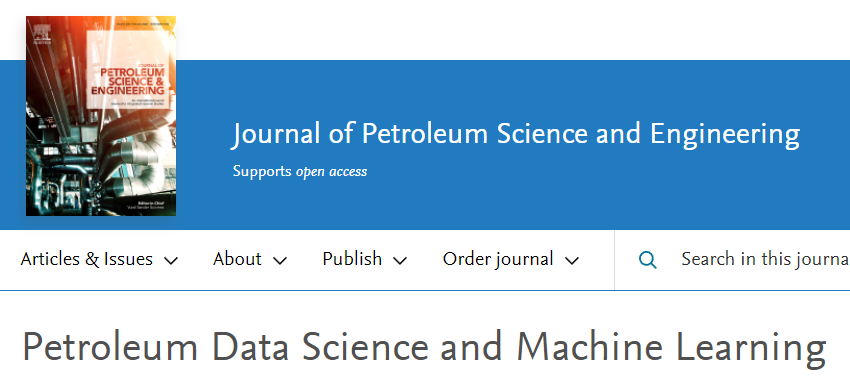 JOURNAL OF
PETROLEUM
SCIENCE &
ENGINEERING
Journal of Petroleum Science and Engineering
Supports open access
Articles & Issues
About
Publish
Order journal
Search in this journa
Petroleum Data Science and Machine Learning